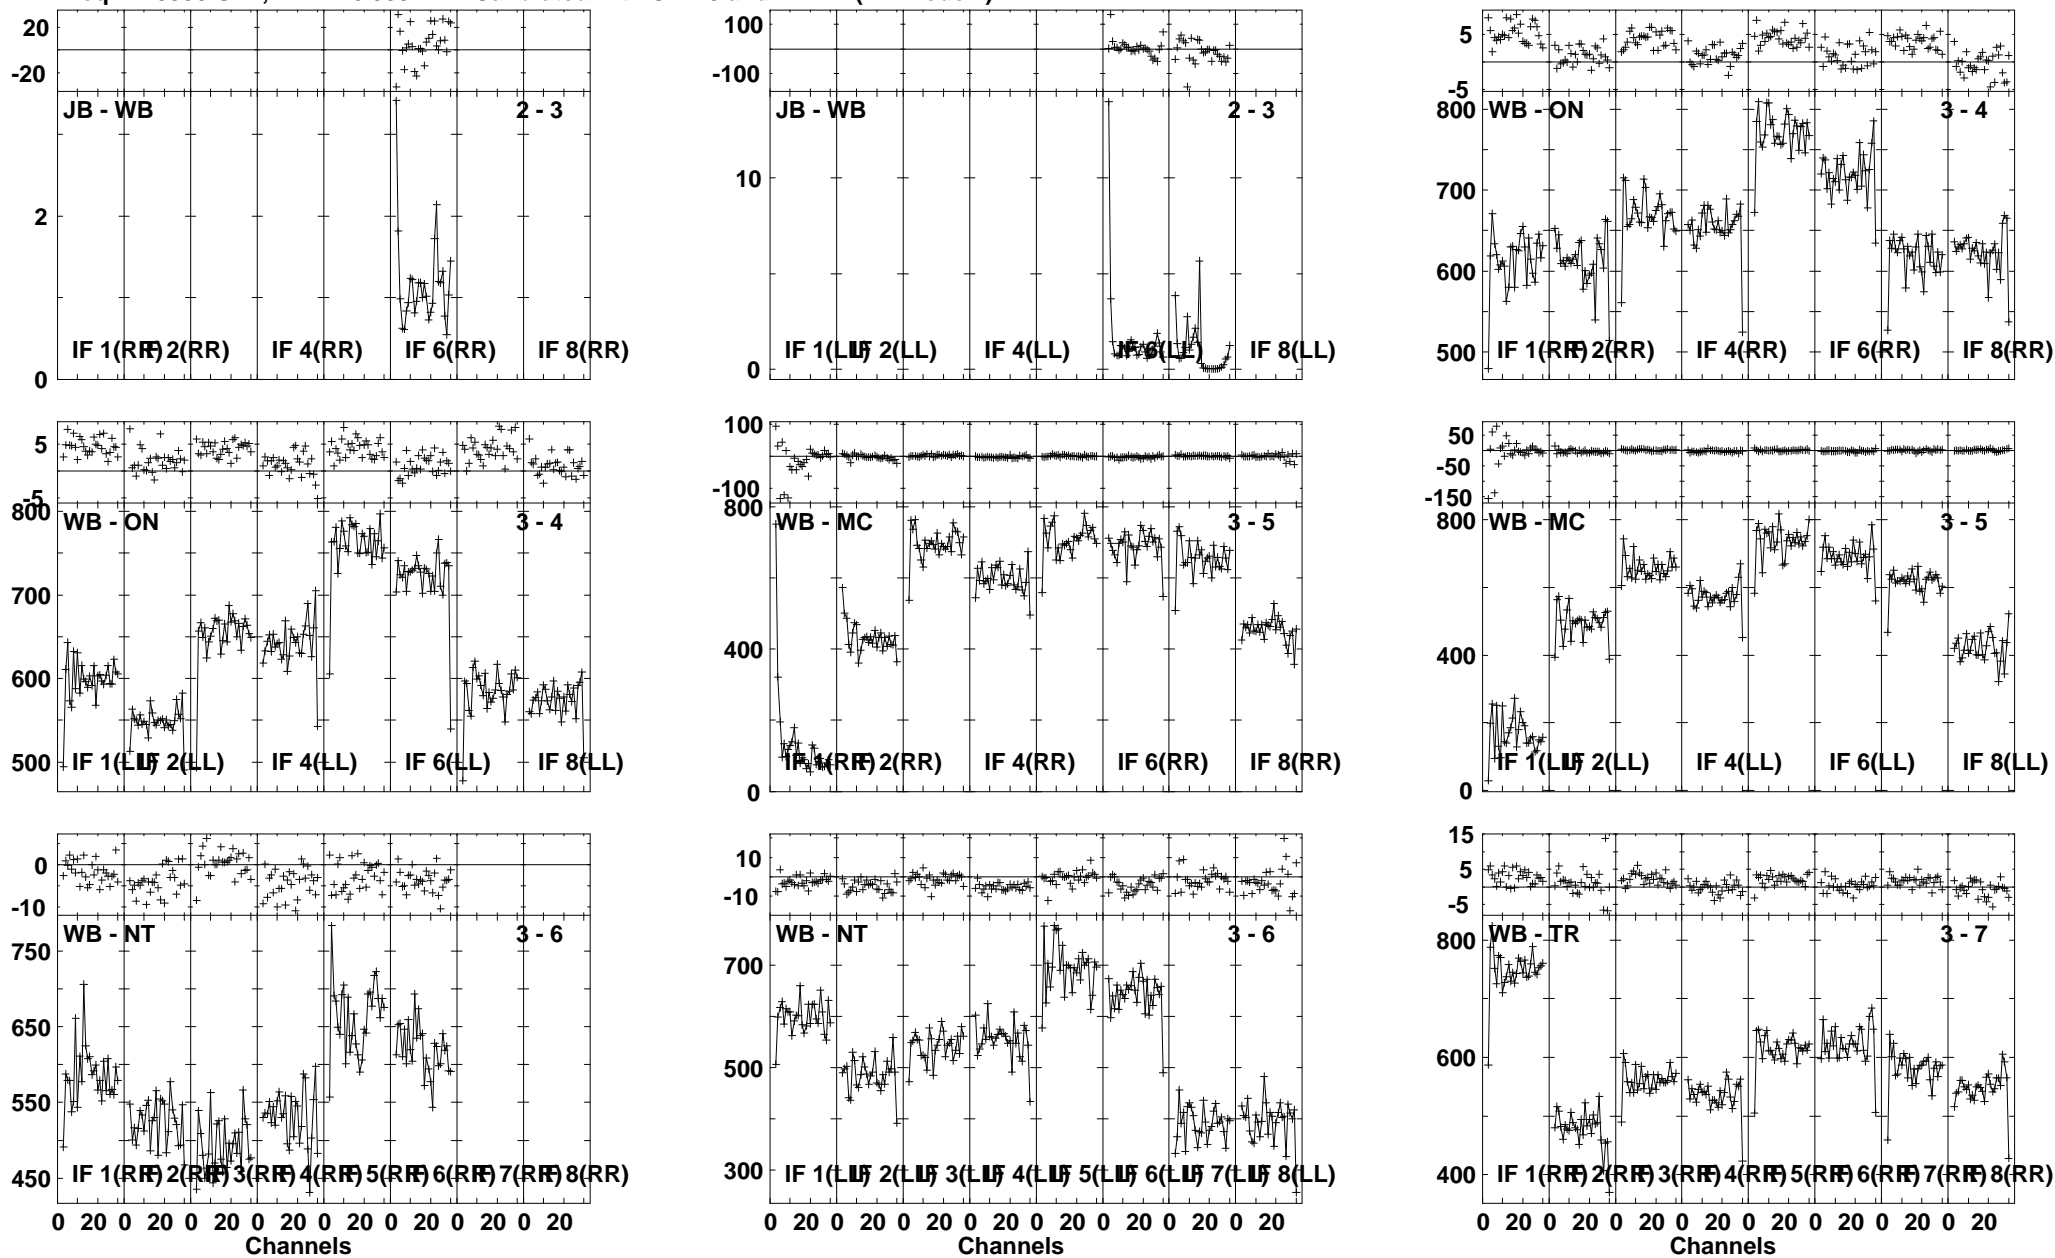 20
-20
JB - WB 2 - 3
2
0
IF 1(RR) IF 2(RR) IF 4(RR) IF 6(RR) IF 8(RR)
100
-100
JB - WB 2 - 3
10
0
IF 1(LL) IF 2(LL) IF 4(LL) IF 6(LL) IF 8(LL)
5
-5
WB - ON 3 - 4
800
700
600
500
IF 1(RR) IF 2(RR) IF 4(RR) IF 6(RR) IF 8(RR)
5
-5
WB - ON 3 - 4
800
700
600
500
IF 1(LL) IF 2(LL) IF 4(LL) IF 6(LL) IF 8(LL)
100
-100
WB - MC 3 - 5
800
400
0
IF 1(RR) IF 2(RR) IF 4(RR) IF 6(RR) IF 8(RR)
50
-50
-150
WB - MC 3 - 5
800
400
0
IF 1(LL) IF 2(LL) IF 4(LL) IF 6(LL) IF 8(LL)
0
-10
WB - NT 3 - 6
750
650
550
450
IF 1(RR) IF 2(RR) IF 3(RR) IF 4(RR) IF 5(RR) IF 6(RR) IF 7(RR) IF 8(RR)
0 20 0 20 0 20 0 20 0 20 0 20 0 20 0 20
Channels
10
-10
WB - NT 3 - 6
700
500
300
IF 1(LL) IF 2(LL) IF 3(LL) IF 4(LL) IF 5(LL) IF 6(LL) IF 7(LL) IF 8(LL)
0 20 0 20 0 20 0 20 0 20 0 20 0 20 0 20
Channels
15
5
-5
WB - TR 3 - 7
800
600
400
IF 1(RR) IF 2(RR) IF 3(RR) IF 4(RR) IF 5(RR) IF 6(RR) IF 7(RR) IF 8(RR)
0 20 0 20 0 20 0 20 0 20 0 20 0 20 0 20
Channels